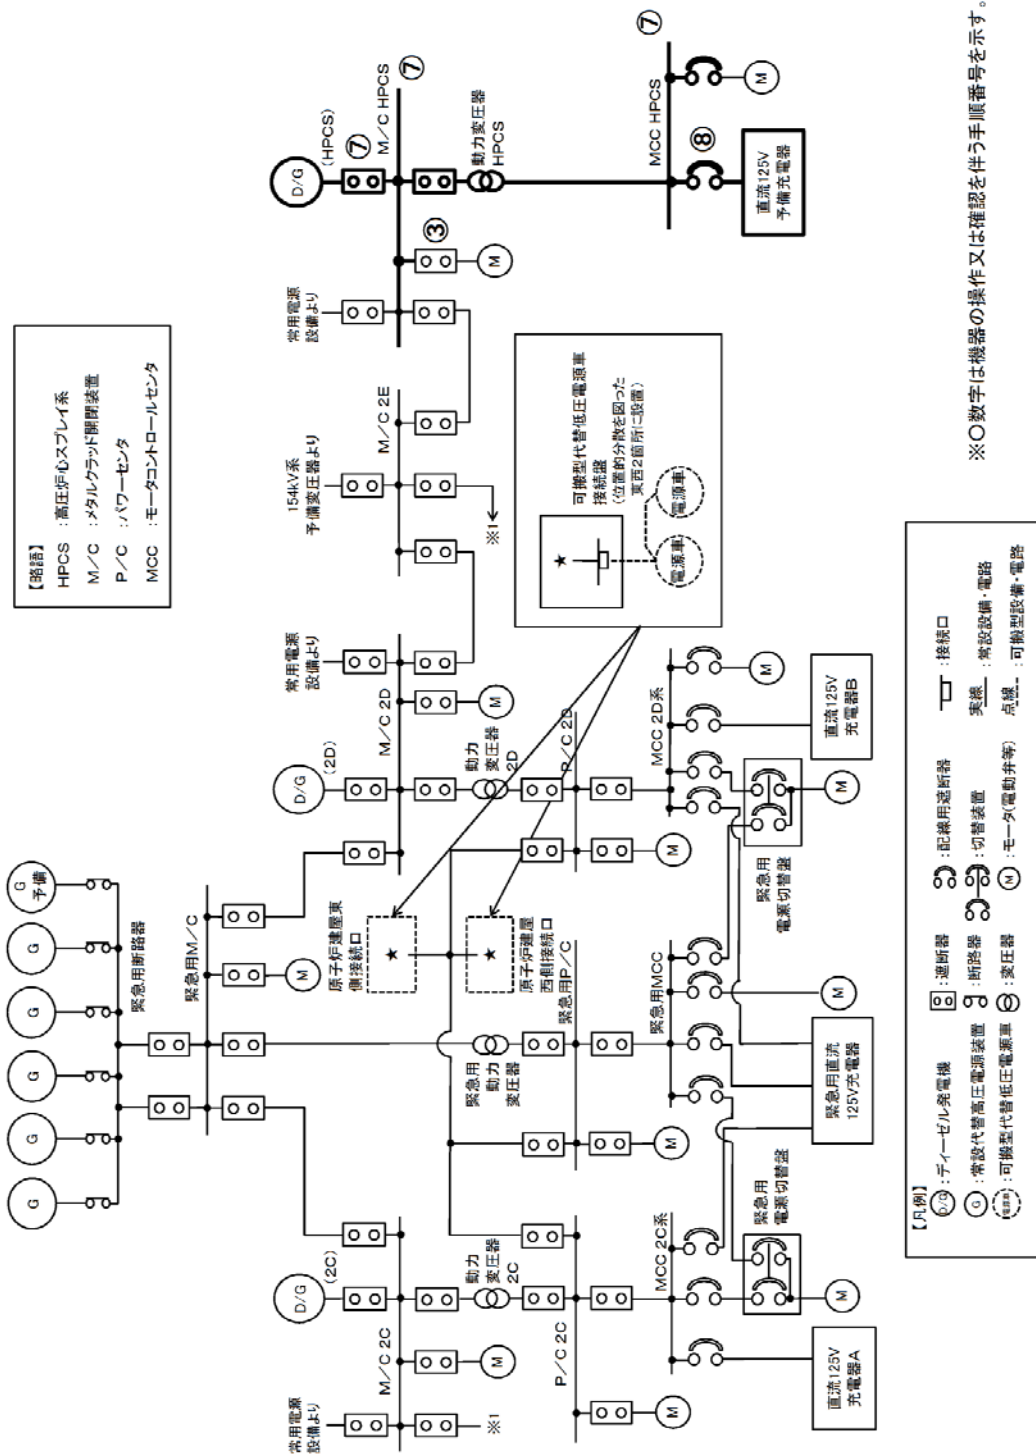 【略語】
HPCS :高圧炉心スプレイ系
M/C :メタルクラッド開閉装置
P/C :パワーセンタ
MCC :モータコントロールセンタ
G
G
G
G
G
G
予備
緊急用断路器
緊急用M/C
M
D/G
(2C)
常用電源
設備より
M/C 2C
※1
M
動力
変圧器
2C
P/C 2C
M
MCC 2C系
直流125V
充電器A
M
緊急用
電源切替盤
緊急用
動力
変圧器
緊急用P/C
M
緊急用MCC
緊急用直流
125V充電器
M
原子炉建屋東
側接続口
★
原子炉建屋
西側接続口
★
D/G
(2D)
常用電源
設備より
M/C 2D
M
動力
変圧器
2D
P/C 2D
M
MCC 2D系
緊急用
電源切替盤
M
直流125V
充電器B
M
154kV系
予備変圧器より
M/C 2E
※1
可搬型代替低圧電源車
接続盤
(位置的分散を図った
東西2箇所に設置)
★
電源車
電源車
常用電源
設備より
D/G
(HPCS)
⑦
M/C HPCS
⑦
③
M
動力変圧器
HPCS
MCC HPCS
⑦
⑧
直流125V
予備充電器
M
【凡例】
D/G :ディーゼル発電機
G :常設代替高圧電源装置
電源車 :可搬型代替低圧電源車
:遮断器
:断路器
:変圧器
:配線用遮断器
:切替装置
M :モータ(電動弁等)
:接続口
実線 :常設設備・電路
点線 :可搬型設備・電路
※○数字は機器の操作又は確認を伴う手順番号を示す。